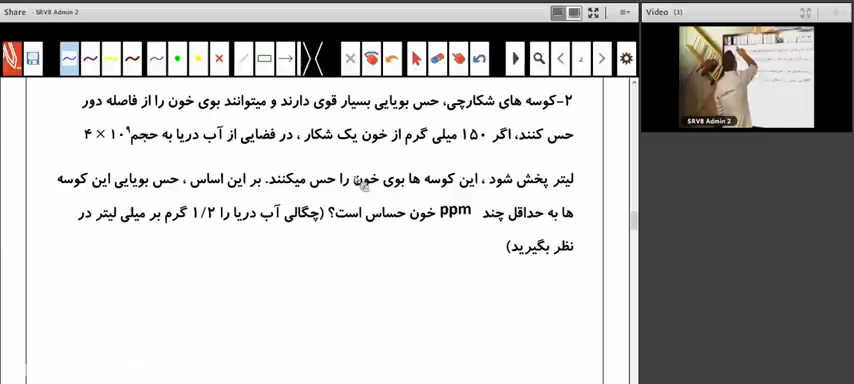 Share - SRVB Admin 2
Video (1)
۲-کوسه های شکارچی، حس بویایی بسیار قوی دارند و میتوانند بوی خون را از فاصله دور
حس کنند، اگر ۱۵۰ میلی گرم از خون یک شکار ، در فضایی از آب دریا به حجم ۴ × ۱۰⁹
لیتر پخش شود ، این کوسه ها بوی خون را حس میکنند. بر این اساس ، حس بویایی این کوسه
ها به حداقل چند ppm خون حساس است؟ (چگالی آب دریا را ۱/۲ گرم بر میلی لیتر در
نظر بگیرید)
SRVB Admin 2